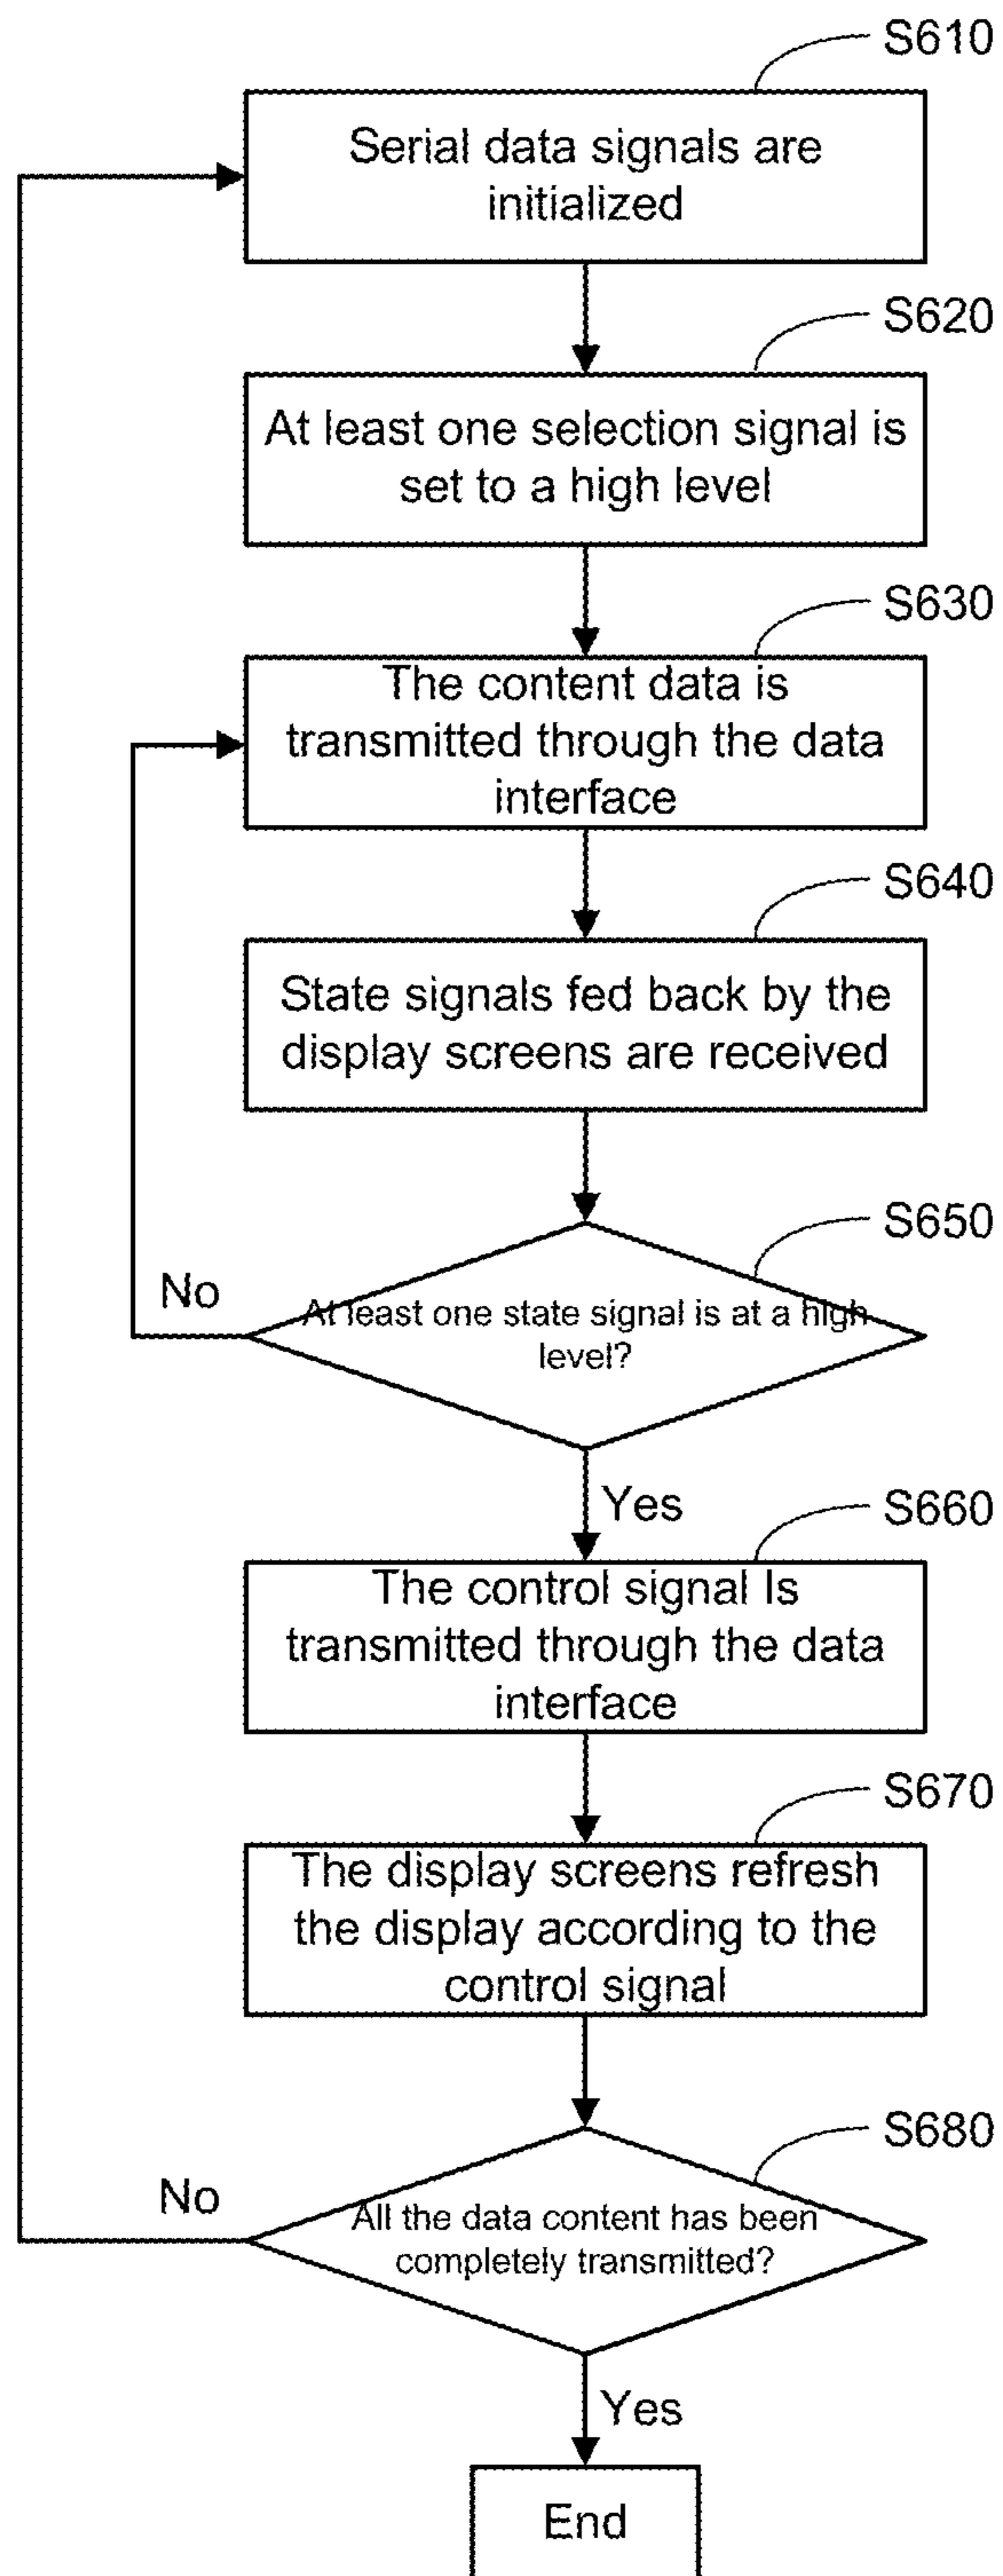 S610
Serial data signals are
initialized
S620
At least one selection signal is
set to a high level
S630
The content data is
transmitted through the data
interface
S640
State signals fed back by the
display screens are received
S650
No
At least one state signal is at a high
level?
Yes
S660
The control signal Is
transmitted through the data
interface
S670
The display screens refresh
the display according to the
control signal
S680
No
All the data content has been
completely transmitted?
Yes
End